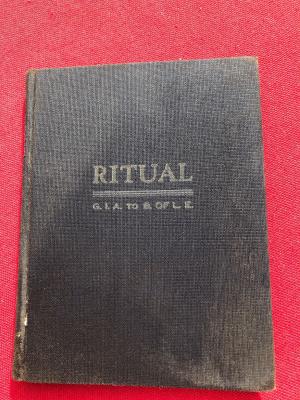 RITUAL
G. I. A. TO B. OF L. E.